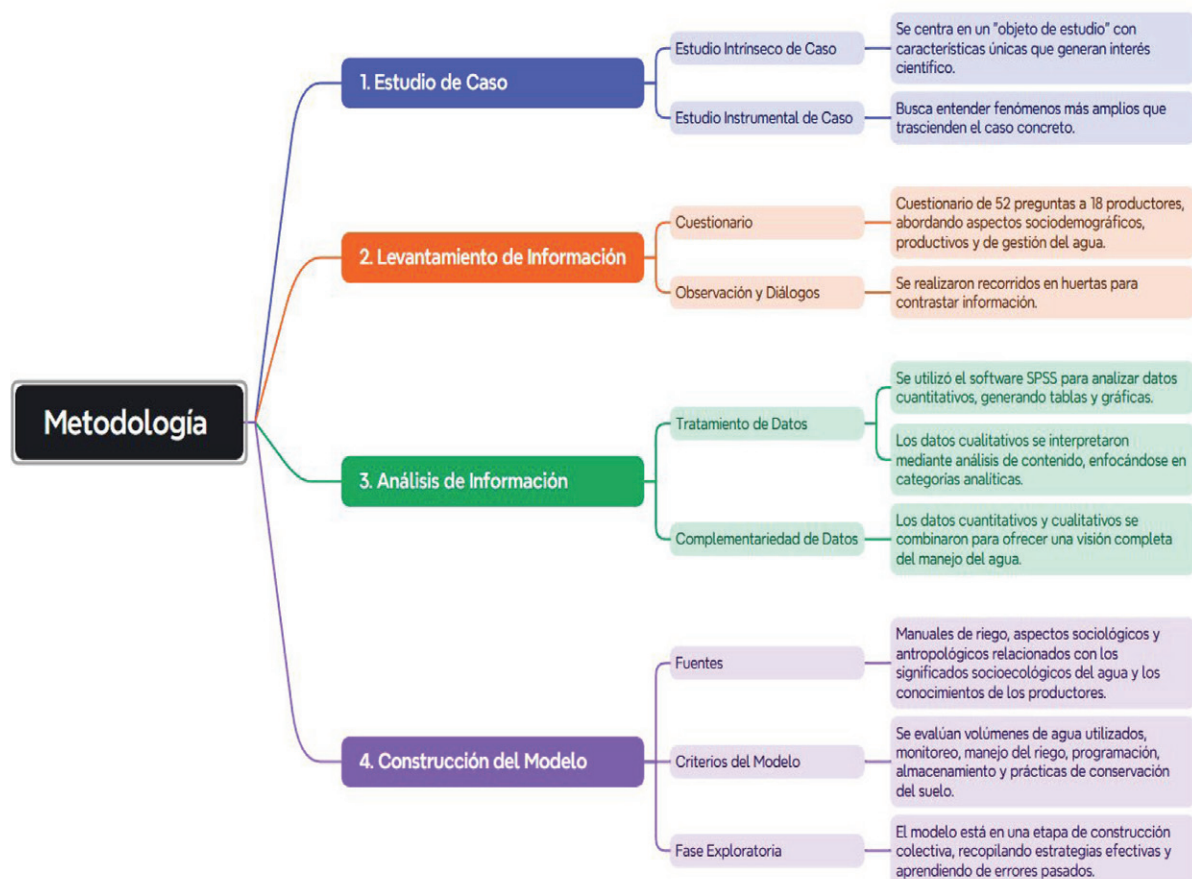 Metodología
1. Estudio de Caso
Estudio Intrínseco de Caso
Se centra en un "objeto de estudio" con
características únicas que generan interés
científico.
Estudio Instrumental de Caso
Busca entender fenómenos más amplios que
trascienden el caso concreto.
2. Levantamiento de Información
Cuestionario
Cuestionario de 52 preguntas a 18 productores,
abordando aspectos sociodemográficos,
productivos y de gestión del agua.
Observación y Diálogos
Se realizaron recorridos en huertas para
contrastar información.
3. Análisis de Información
Tratamiento de Datos
Se utilizó el software SPSS para analizar datos
cuantitativos, generando tablas y gráficas.
Los datos cualitativos se interpretaron
mediante análisis de contenido, enfocándose en
categorías analíticas.
Complementariedad de Datos
Los datos cuantitativos y cualitativos se
combinaron para ofrecer una visión completa
del manejo del agua.
4. Construcción del Modelo
Fuentes
Manuales de riego, aspectos sociológicos y
antropológicos relacionados con los
significados socioecológicos del agua y los
conocimientos de los productores.
Criterios del Modelo
Se evalúan volúmenes de agua utilizados,
monitoreo, manejo del riego, programación,
almacenamiento y prácticas de conservación
del suelo.
Fase Exploratoria
El modelo está en una etapa de construcción
colectiva, recopilando estrategias efectivas y
aprendiendo de errores pasados.